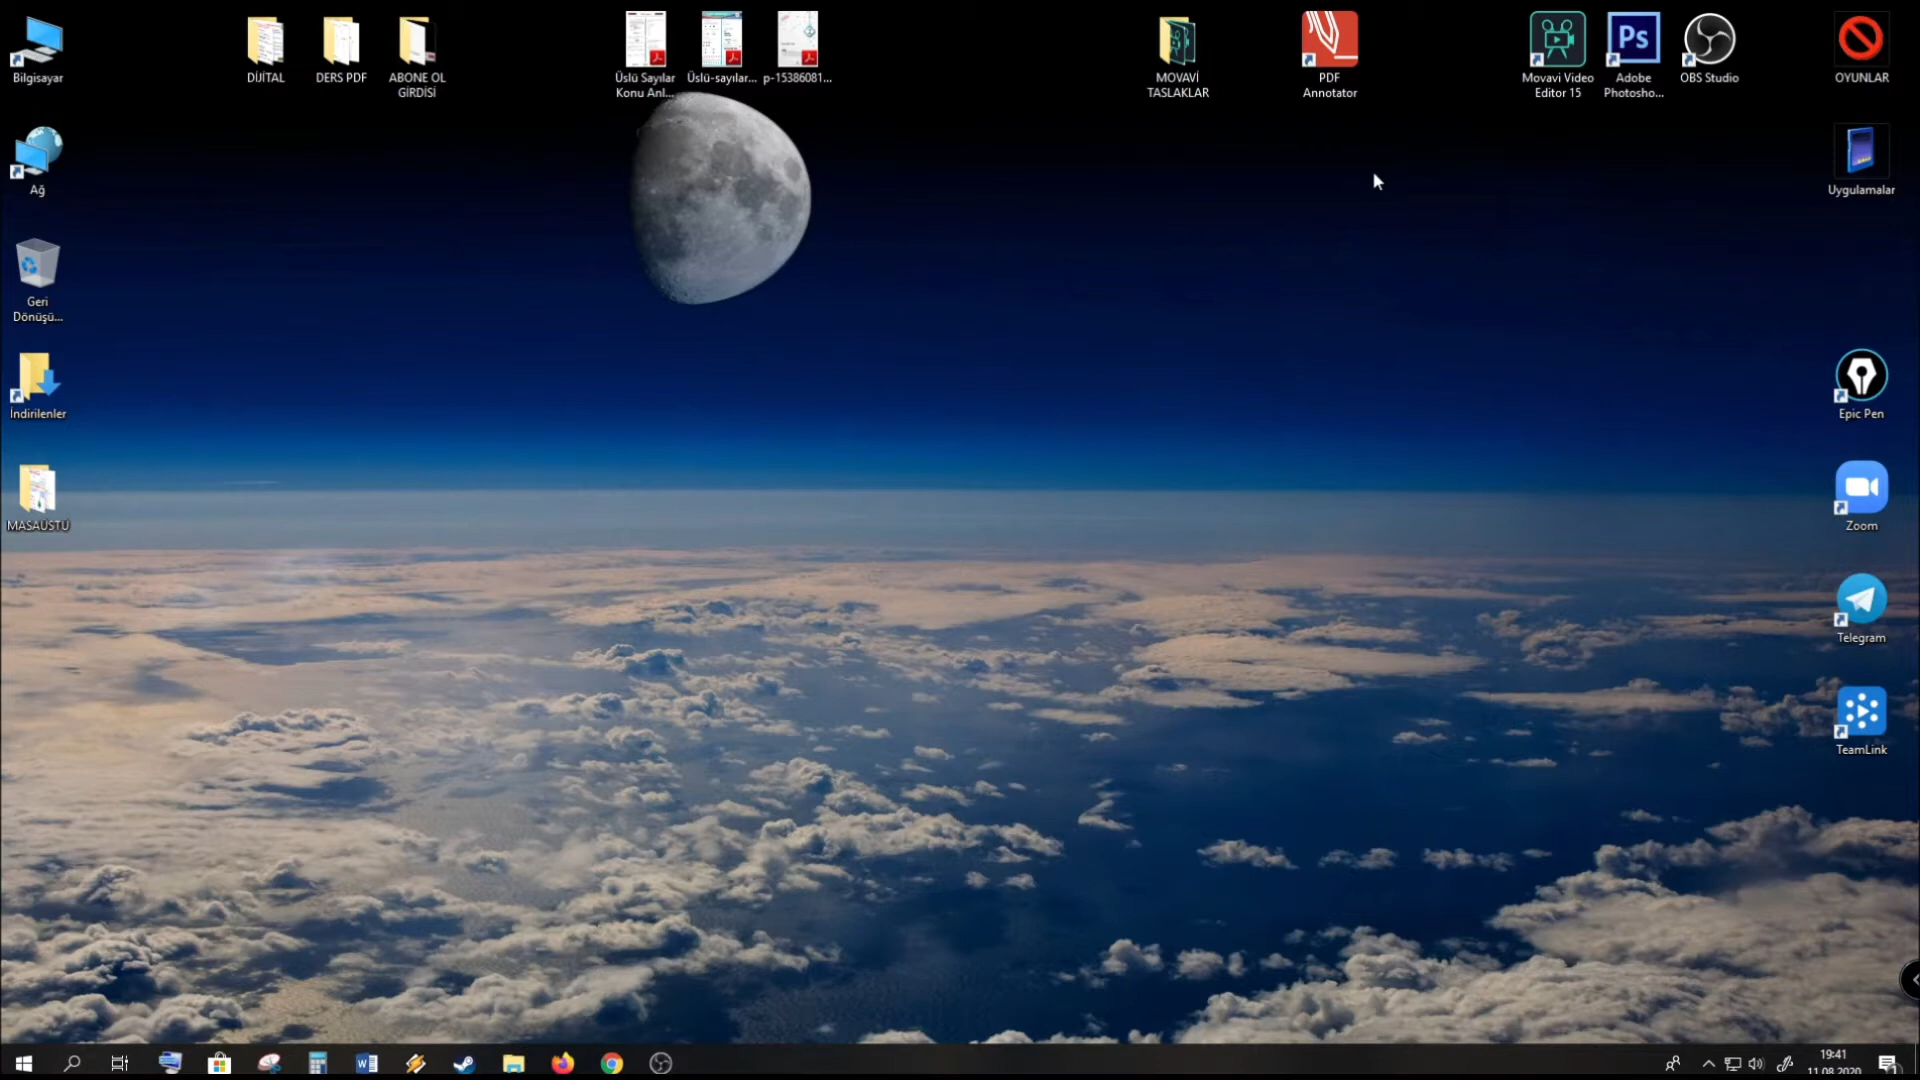 Bilgisayar
DİJİTAL
DERS PDF
ABONE OL
GİRDİSİ
Üslü Sayılar
Konu Anl...
Üslü-sayılar...
p-15386081...
MOVAVİ
TASLAKLAR
PDF
Annotator
Movavi Video
Editor 15
Ps
Adobe
Photosho...
OBS Studio
OYUNLAR
Ağ
Uygulamalar
Geri
Dönüşü...
İndirilenler
Epic Pen
MASAÜSTÜ
Zoom
Telegram
TeamLink
W
19:41
11.08.2020
1